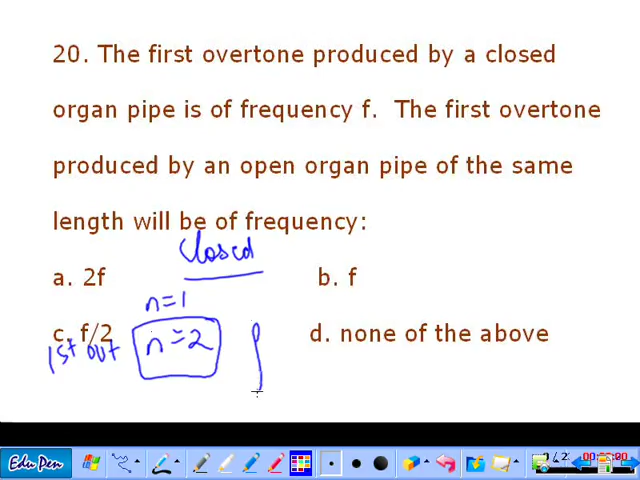 20. The first overtone produced by a closed
organ pipe is of frequency f. The first overtone
produced by an open organ pipe of the same
length will be of frequency:
closed
a. 2f b. f
n=1
c. f/2 d. none of the above
1st out n=2
f
Edu Pen